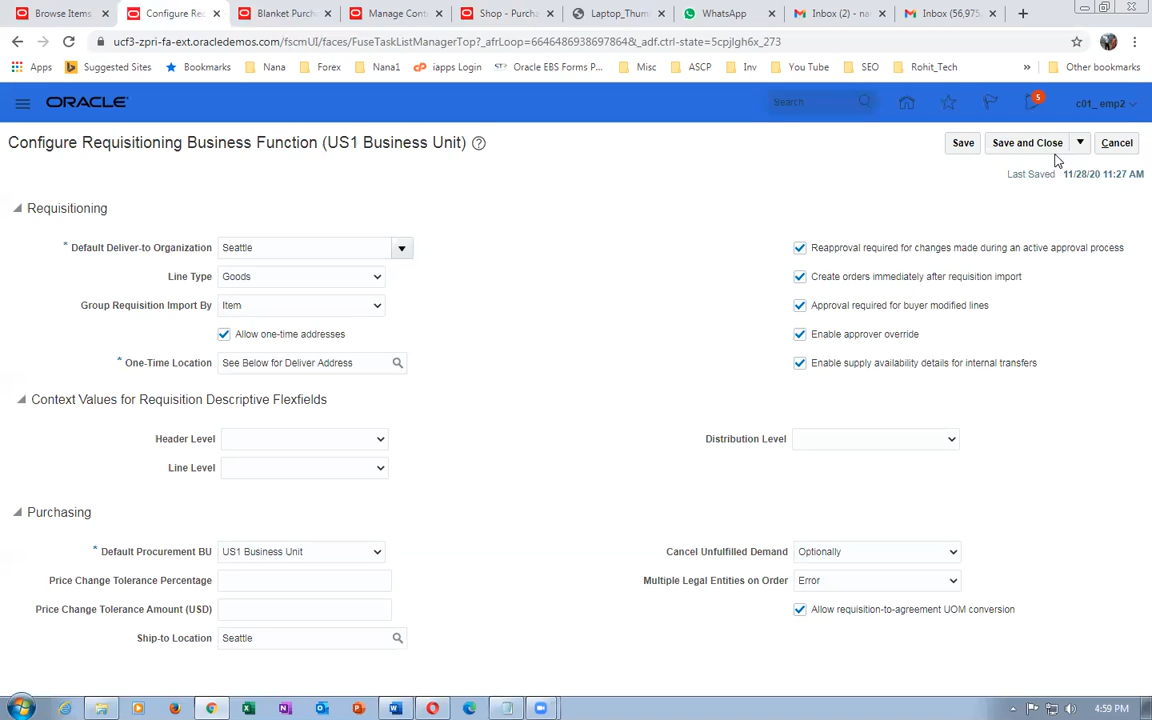 Browse Items
Configure Rec
Blanket Purch
Manage Cont
Shop - Purcha
Laptop_Thum
WhatsApp
Inbox (2) - na
Inbox (56,975
ucf3-zpri-fa-ext.oracledemos.com/fscmUI/faces/FuseTaskListManagerTop?_afrLoop=66464869386978648&_adf.ctrl-state=5cpjlgh6x_273
Apps
Suggested Sites
Bookmarks
Nana
Forex
Nana1
iapps Login
Oracle EBS Forms P...
Misc
ASCP
Inv
You Tube
SEO
Rohit_Tech
»
Other bookmarks
ORACLE
Search
5
c01_ emp2
Configure Requisitioning Business Function (US1 Business Unit)
Save
Save and Close
Cancel
Last Saved 11/28/20 11:27 AM
Requisitioning
* Default Deliver-to Organization Seattle
Reapproval required for changes made during an active approval process
Line Type Goods
Create orders immediately after requisition import
Group Requisition Import By Item
Approval required for buyer modified lines
Allow one-time addresses
Enable approver override
* One-Time Location See Below for Deliver Address
Enable supply availability details for internal transfers
Context Values for Requisition Descriptive Flexfields
Header Level
Distribution Level
Line Level
Purchasing
* Default Procurement BU US1 Business Unit
Cancel Unfulfilled Demand Optionally
Price Change Tolerance Percentage
Multiple Legal Entities on Order Error
Price Change Tolerance Amount (USD)
Allow requisition-to-agreement UOM conversion
Ship-to Location Seattle
4:59 PM